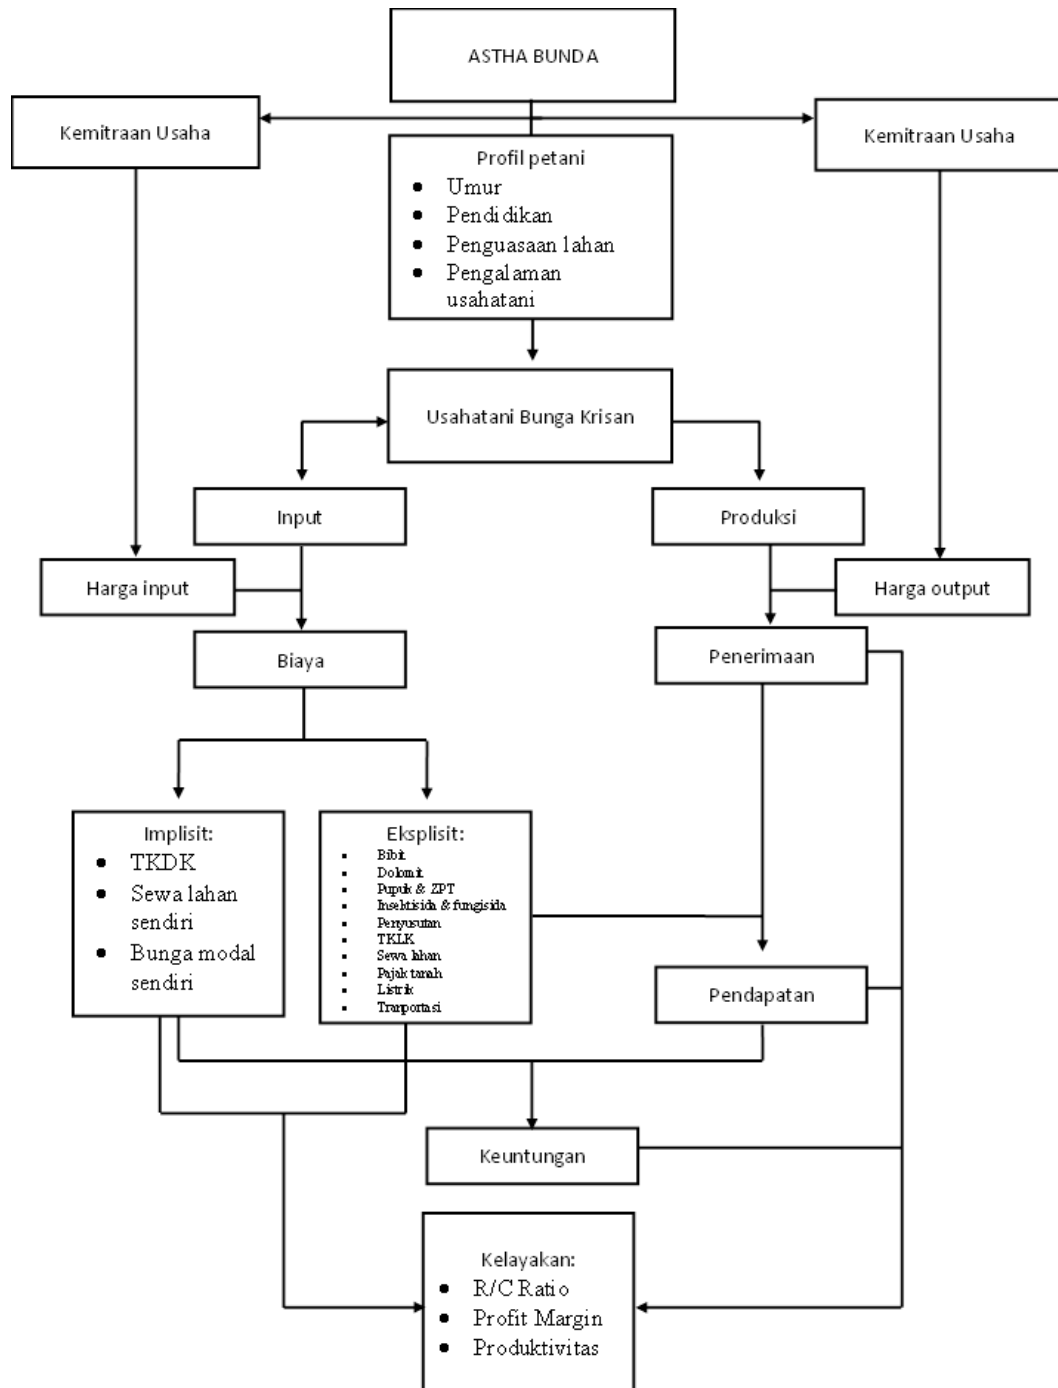 ASTHA BUNDA
Kemitraan Usaha
Kemitraan Usaha
Profil petani
• Umur
• Pendidikan
• Penguasaan lahan
• Pengalaman
usahatani
Usahatani Bunga Krisan
Input
Produksi
Harga input
Harga output
Biaya
Penerimaan
Implisit:
• TKDK
• Sewa lahan
sendiri
• Bunga modal
sendiri
Eksplisit:
▪ Bibit
▪ Dolomit
▪ Pupuk & ZPT
▪ Insektisida & fungisida
▪ Penyusutan
▪ TKLK
▪ Sewa lahan
▪ Pajak tanah
▪ Listrik
▪ Tranportasi
Pendapatan
Keuntungan
Kelayakan:
• R/C Ratio
• Profit Margin
• Produktivitas